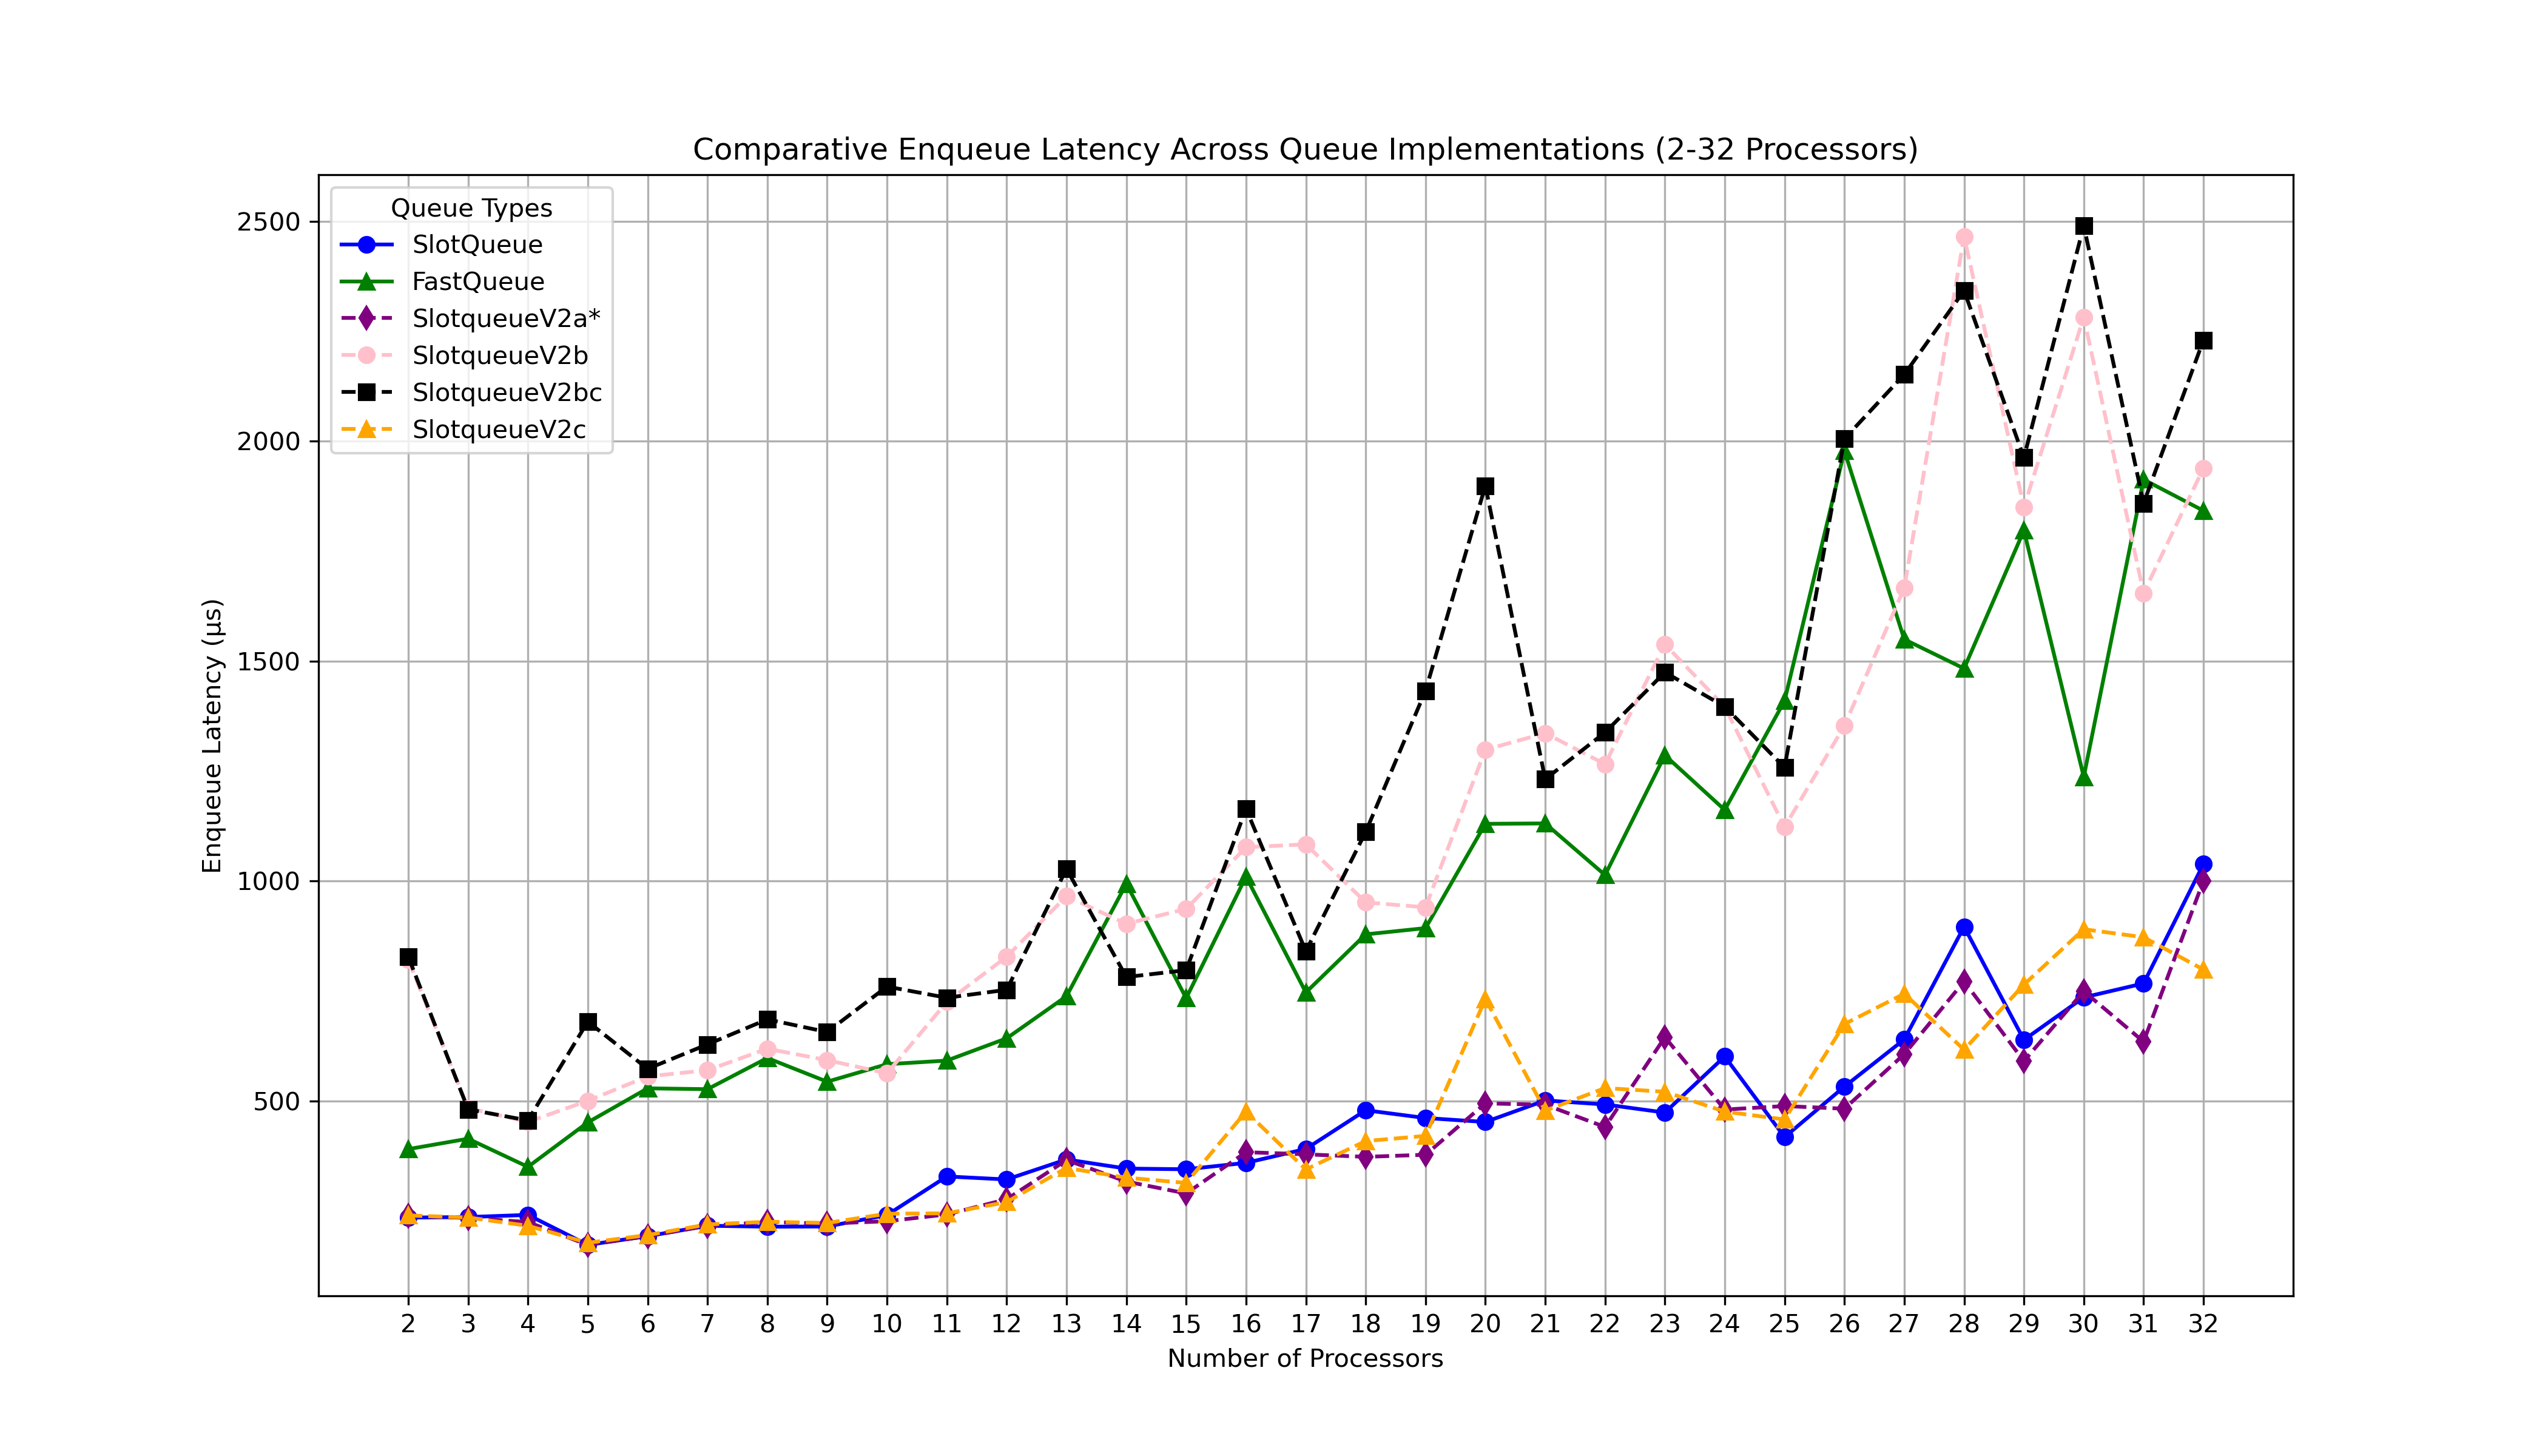 Comparative Enqueue Latency Across Queue Implementations (2-32 Processors)
Queue Types
SlotQueue
FastQueue
SlotqueueV2a*
SlotqueueV2b
SlotqueueV2bc
SlotqueueV2c
2500
2000
1500
1000
500
Enqueue Latency (μs)
2 3 4 5 6 7 8 9 10 11 12 13 14 15 16 17 18 19 20 21 22 23 24 25 26 27 28 29 30 31 32
Number of Processors